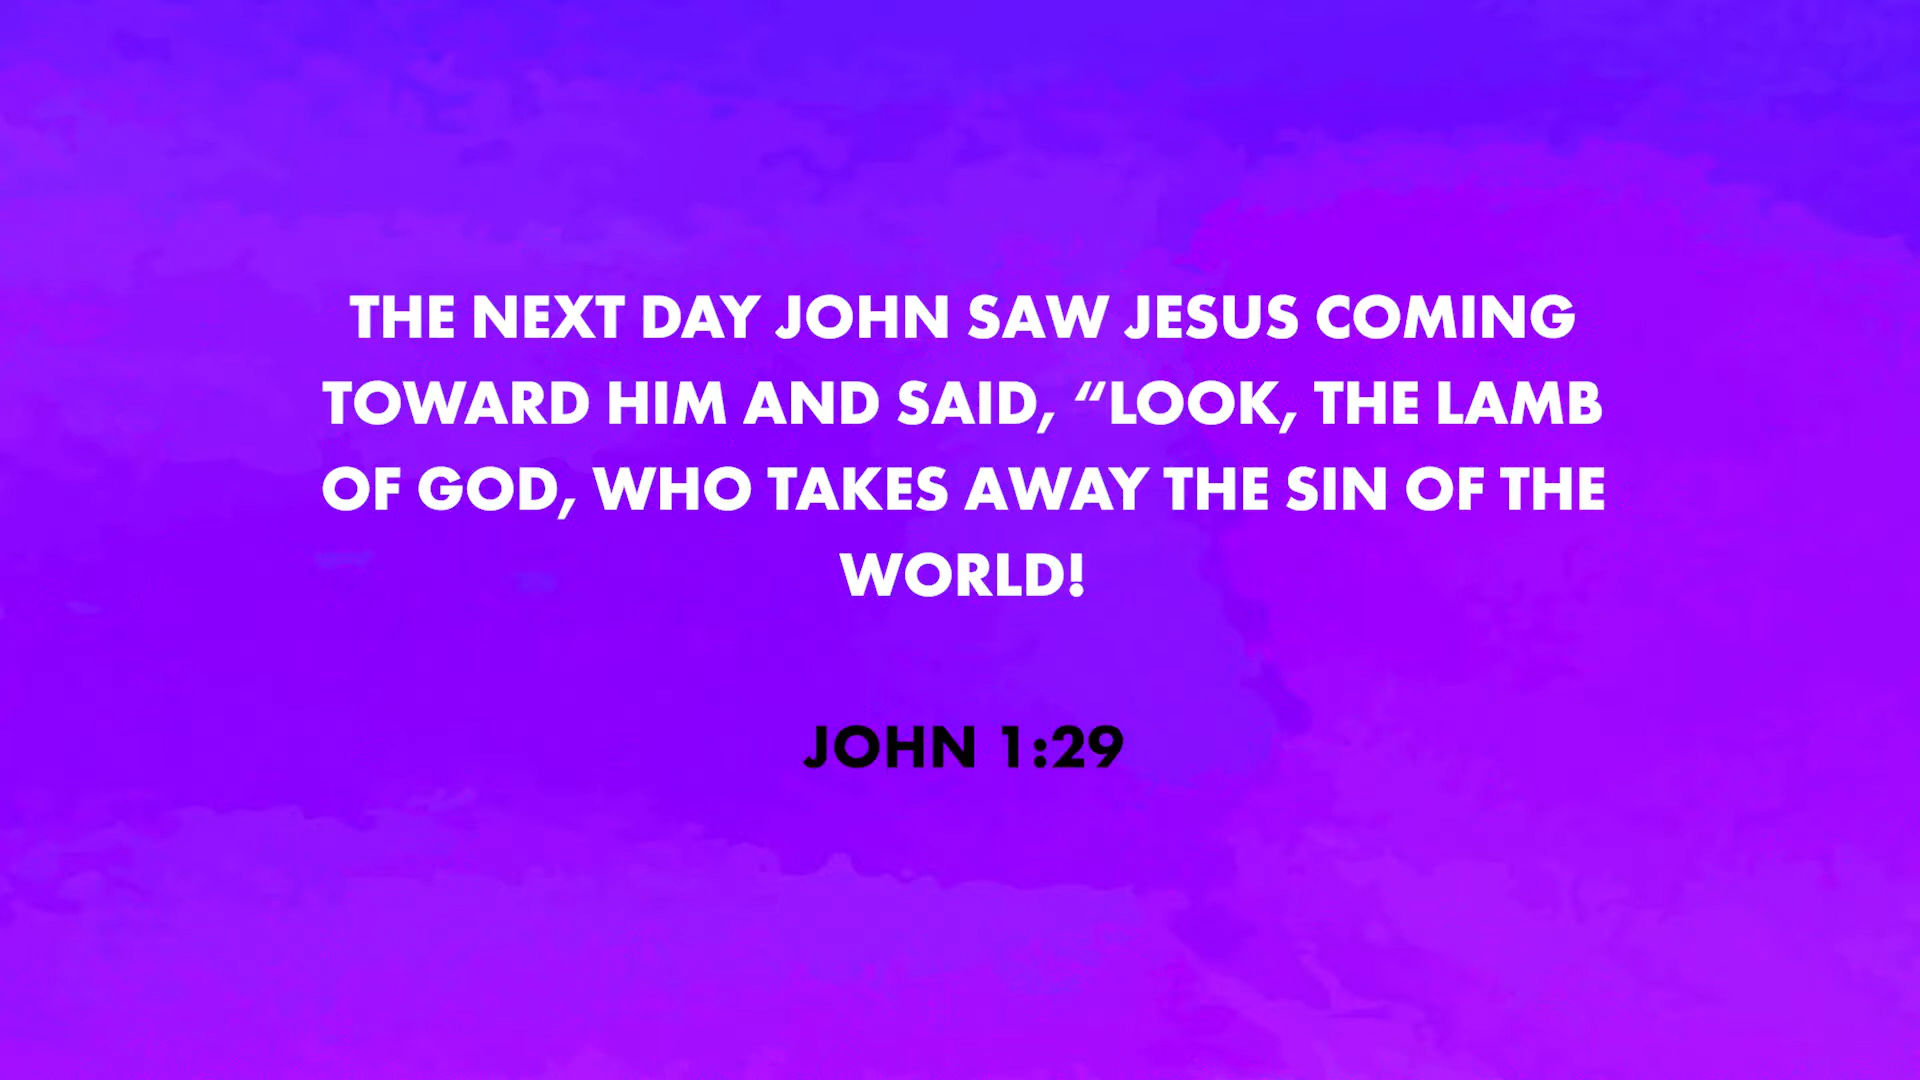 THE NEXT DAY JOHN SAW JESUS COMING
TOWARD HIM AND SAID, “LOOK, THE LAMB
OF GOD, WHO TAKES AWAY THE SIN OF THE
WORLD!
JOHN 1:29